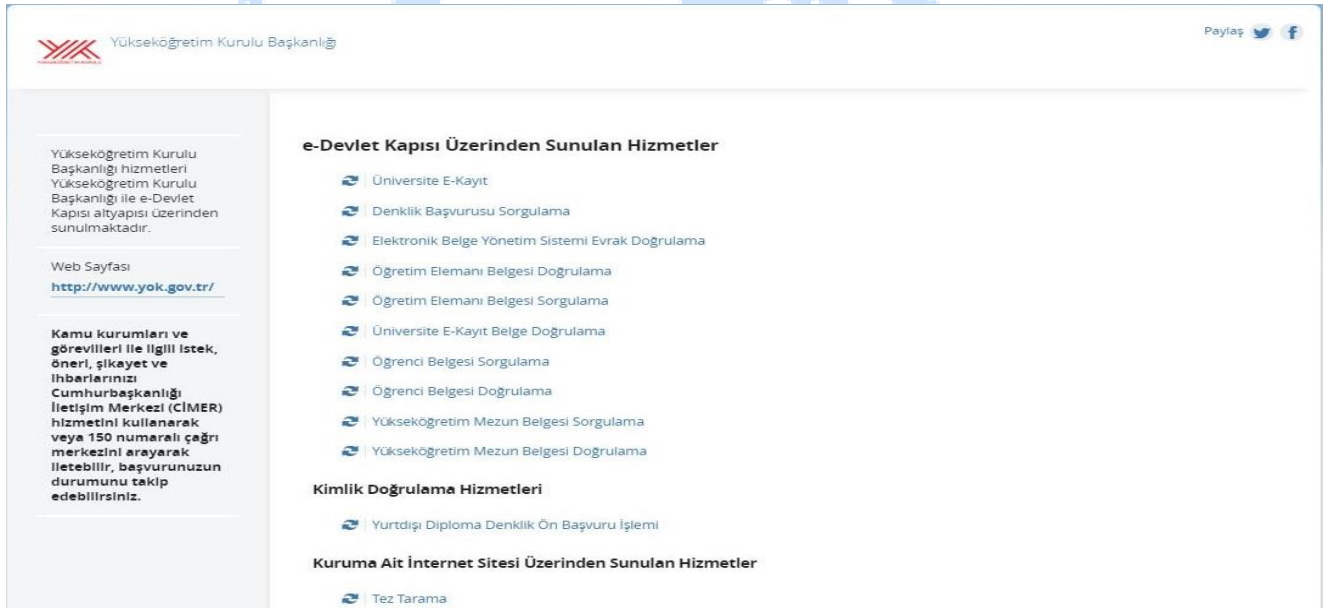 Yükseköğretim Kurulu Başkanlığı
Paylaş
e-Devlet Kapısı Üzerinden Sunulan Hizmetler
Yükseköğretim Kurulu
Başkanlığı hizmetleri
Yükseköğretim Kurulu
Başkanlığı ile e-Devlet
Kapısı altyapısı üzerinden
sunulmaktadır.
Web Sayfası
http://www.yok.gov.tr/
Kamu kurumları ve
görevlileri ile ilgili istek,
öneri, şikayet ve
ihbarlarınızı
Cumhurbaşkanlığı
İletişim Merkezi (CİMER)
hizmetini kullanarak
veya 150 numaralı çağrı
merkezini arayarak
iletebilir, başvurunuzun
durumunu takip
edebilirsiniz.
Üniversite E-Kayıt
Denklik Başvurusu Sorgulama
Elektronik Belge Yönetim Sistemi Evrak Doğrulama
Öğretim Elemanı Belgesi Doğrulama
Öğretim Elemanı Belgesi Sorgulama
Üniversite E-Kayıt Belge Doğrulama
Öğrenci Belgesi Sorgulama
Öğrenci Belgesi Doğrulama
Yükseköğretim Mezun Belgesi Sorgulama
Yükseköğretim Mezun Belgesi Doğrulama
Kimlik Doğrulama Hizmetleri
Yurtdışı Diploma Denklik Ön Başvuru İşlemi
Kuruma Ait İnternet Sitesi Üzerinden Sunulan Hizmetler
Tez Tarama